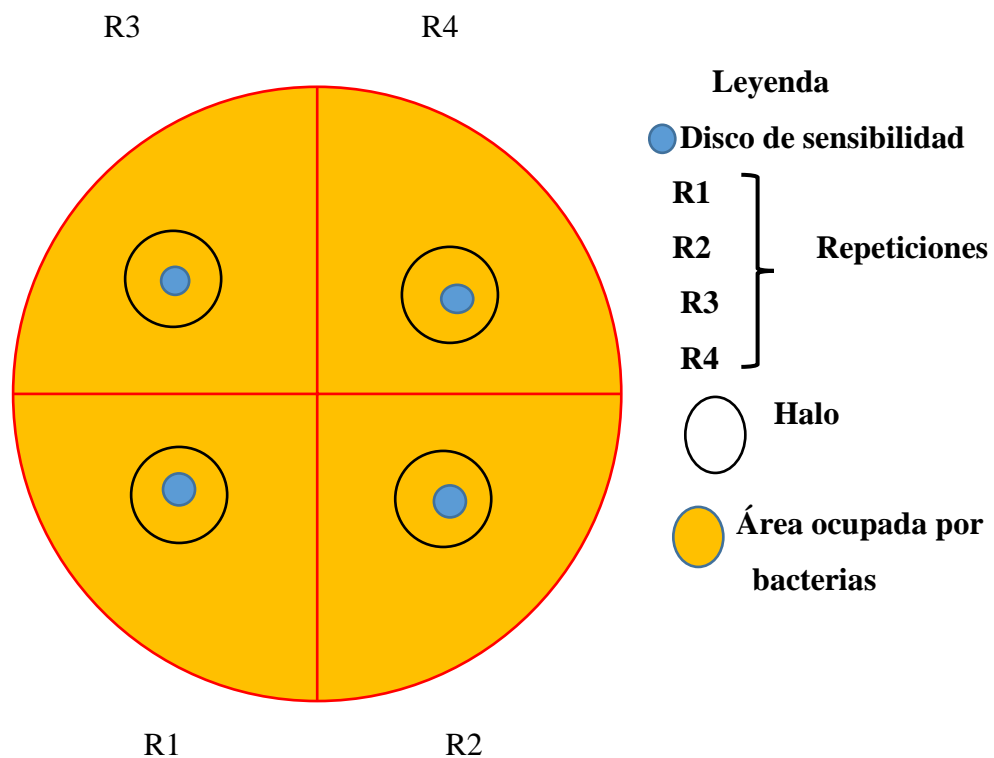 R3
R4
Leyenda
Disco de sensibilidad
R1
R2
Repeticiones
R3
R4
Halo
Área ocupada por
bacterias
R1
R2